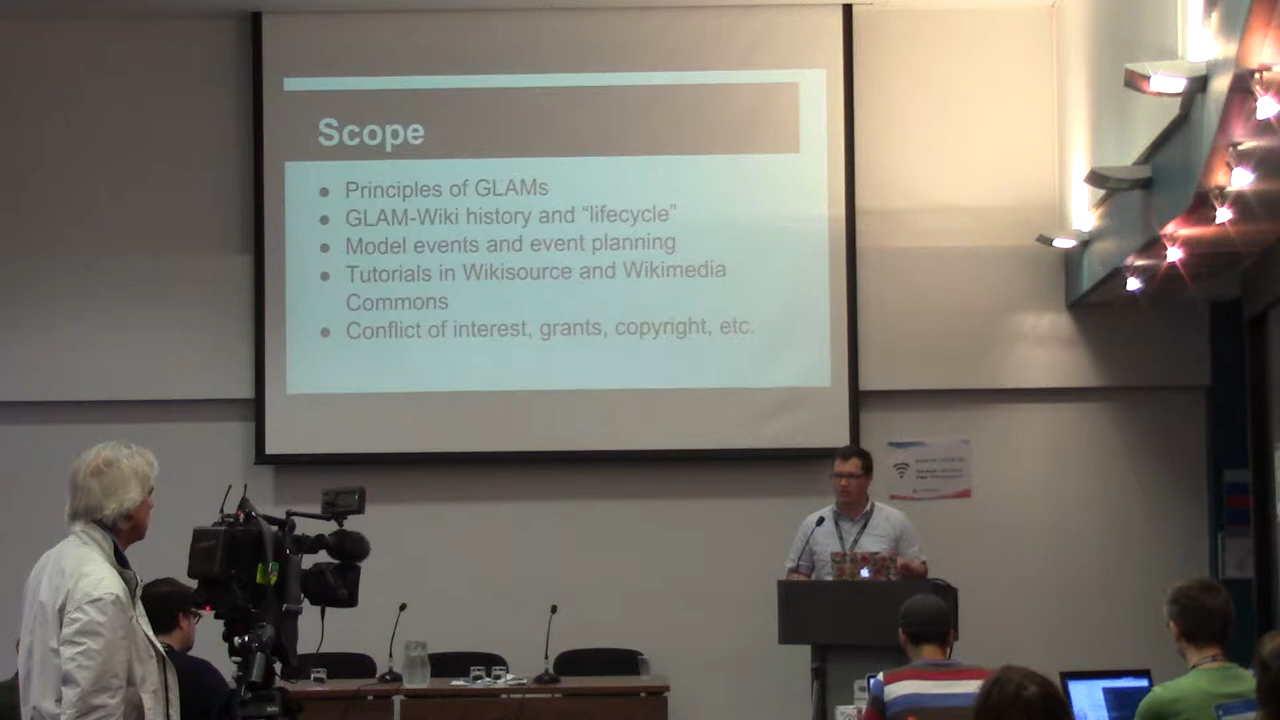 Scope
● Principles of GLAMs
● GLAM-Wiki history and “lifecycle”
● Model events and event planning
● Tutorials in Wikisource and Wikimedia
Commons
● Conflict of interest, grants, copyright, etc.